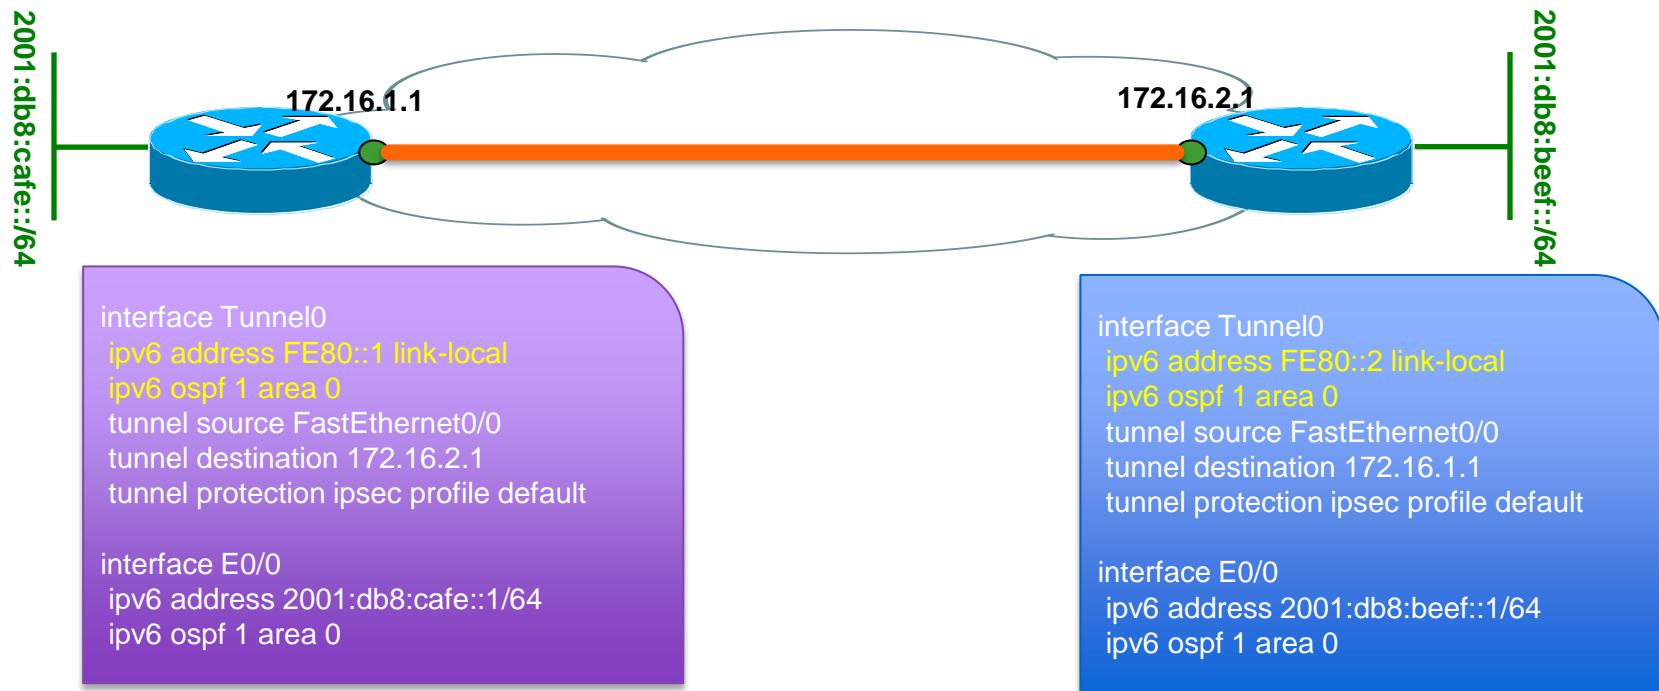 2001:db8:cafe::/64
172.16.1.1
172.16.2.1
2001:db8:beef::/64
interface Tunnel0
ipv6 address FE80::1 link-local
ipv6 ospf 1 area 0
tunnel source FastEthernet0/0
tunnel destination 172.16.2.1
tunnel protection ipsec profile default
interface E0/0
ipv6 address 2001:db8:cafe::1/64
ipv6 ospf 1 area 0
interface Tunnel0
ipv6 address FE80::2 link-local
ipv6 ospf 1 area 0
tunnel source FastEthernet0/0
tunnel destination 172.16.1.1
tunnel protection ipsec profile default
interface E0/0
ipv6 address 2001:db8:beef::1/64
ipv6 ospf 1 area 0